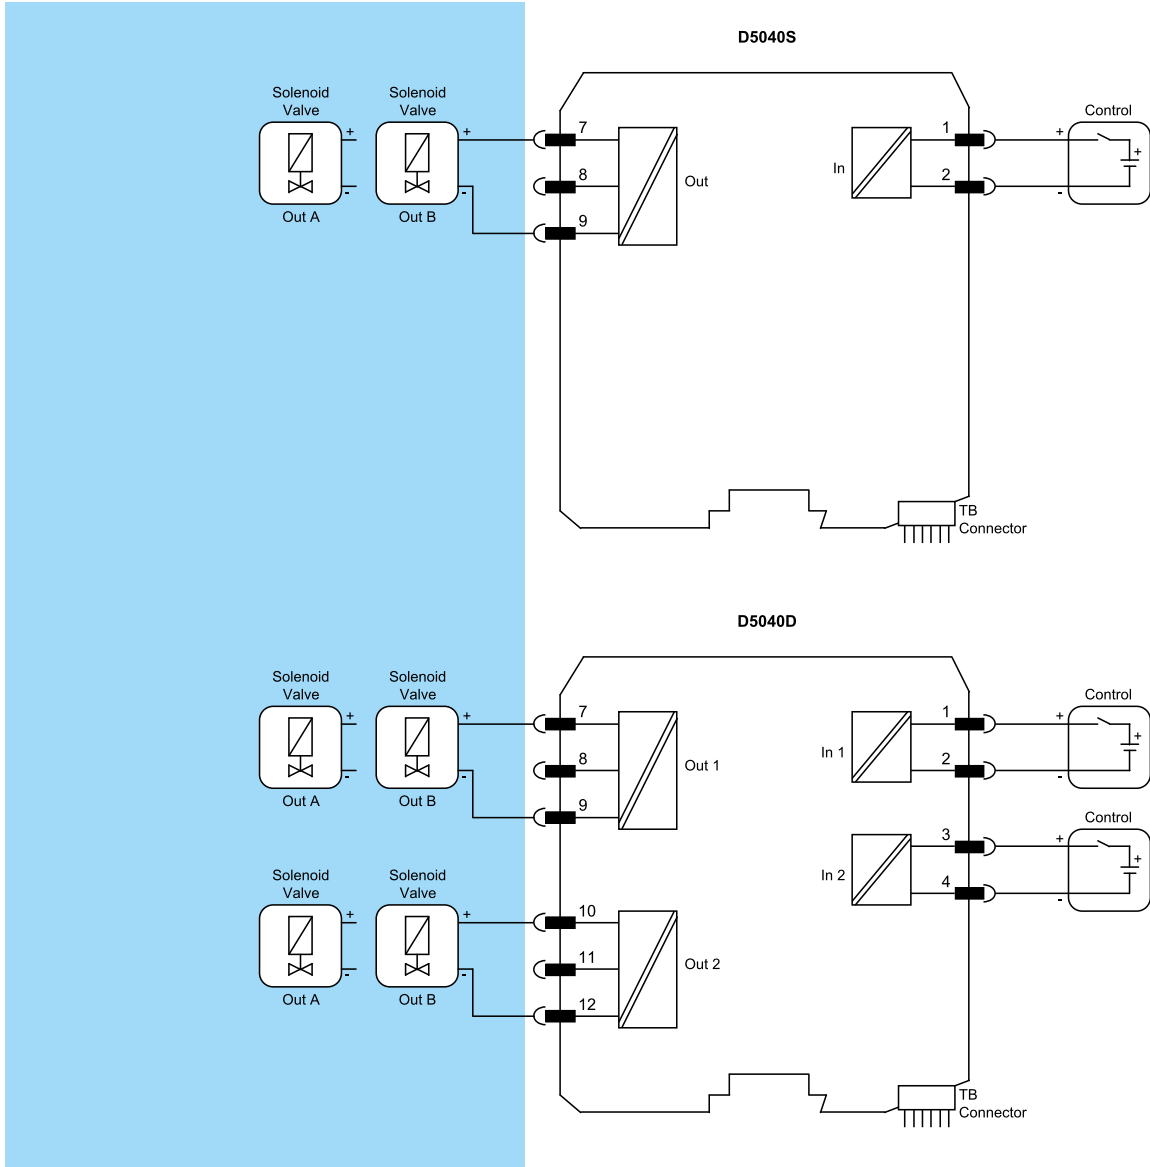 D5040S
Solenoid
Valve
+
-
Out A
Solenoid
Valve
+
-
Out B
7
8
9
Out
In
1
2
Control
+
-
+
TB
Connector
D5040D
Solenoid
Valve
+
-
Out A
Solenoid
Valve
+
-
Out B
7
8
9
Out 1
In 1
1
2
Control
+
-
+
Solenoid
Valve
+
-
Out A
Solenoid
Valve
+
-
Out B
10
11
12
Out 2
In 2
3
4
Control
+
-
+
TB
Connector